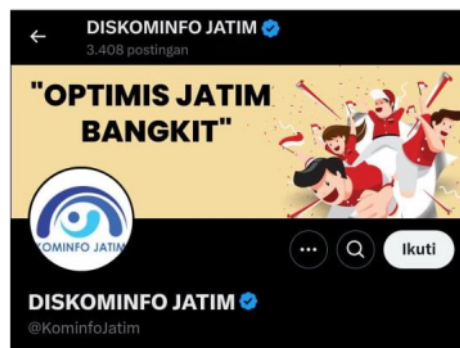 DISKOMINFO JATIM
3.408 postingan
"OPTIMIS JATIM
BANGKIT"
KOMINFO JATIM
Ikuti
DISKOMINFO JATIM
@KominfoJatim